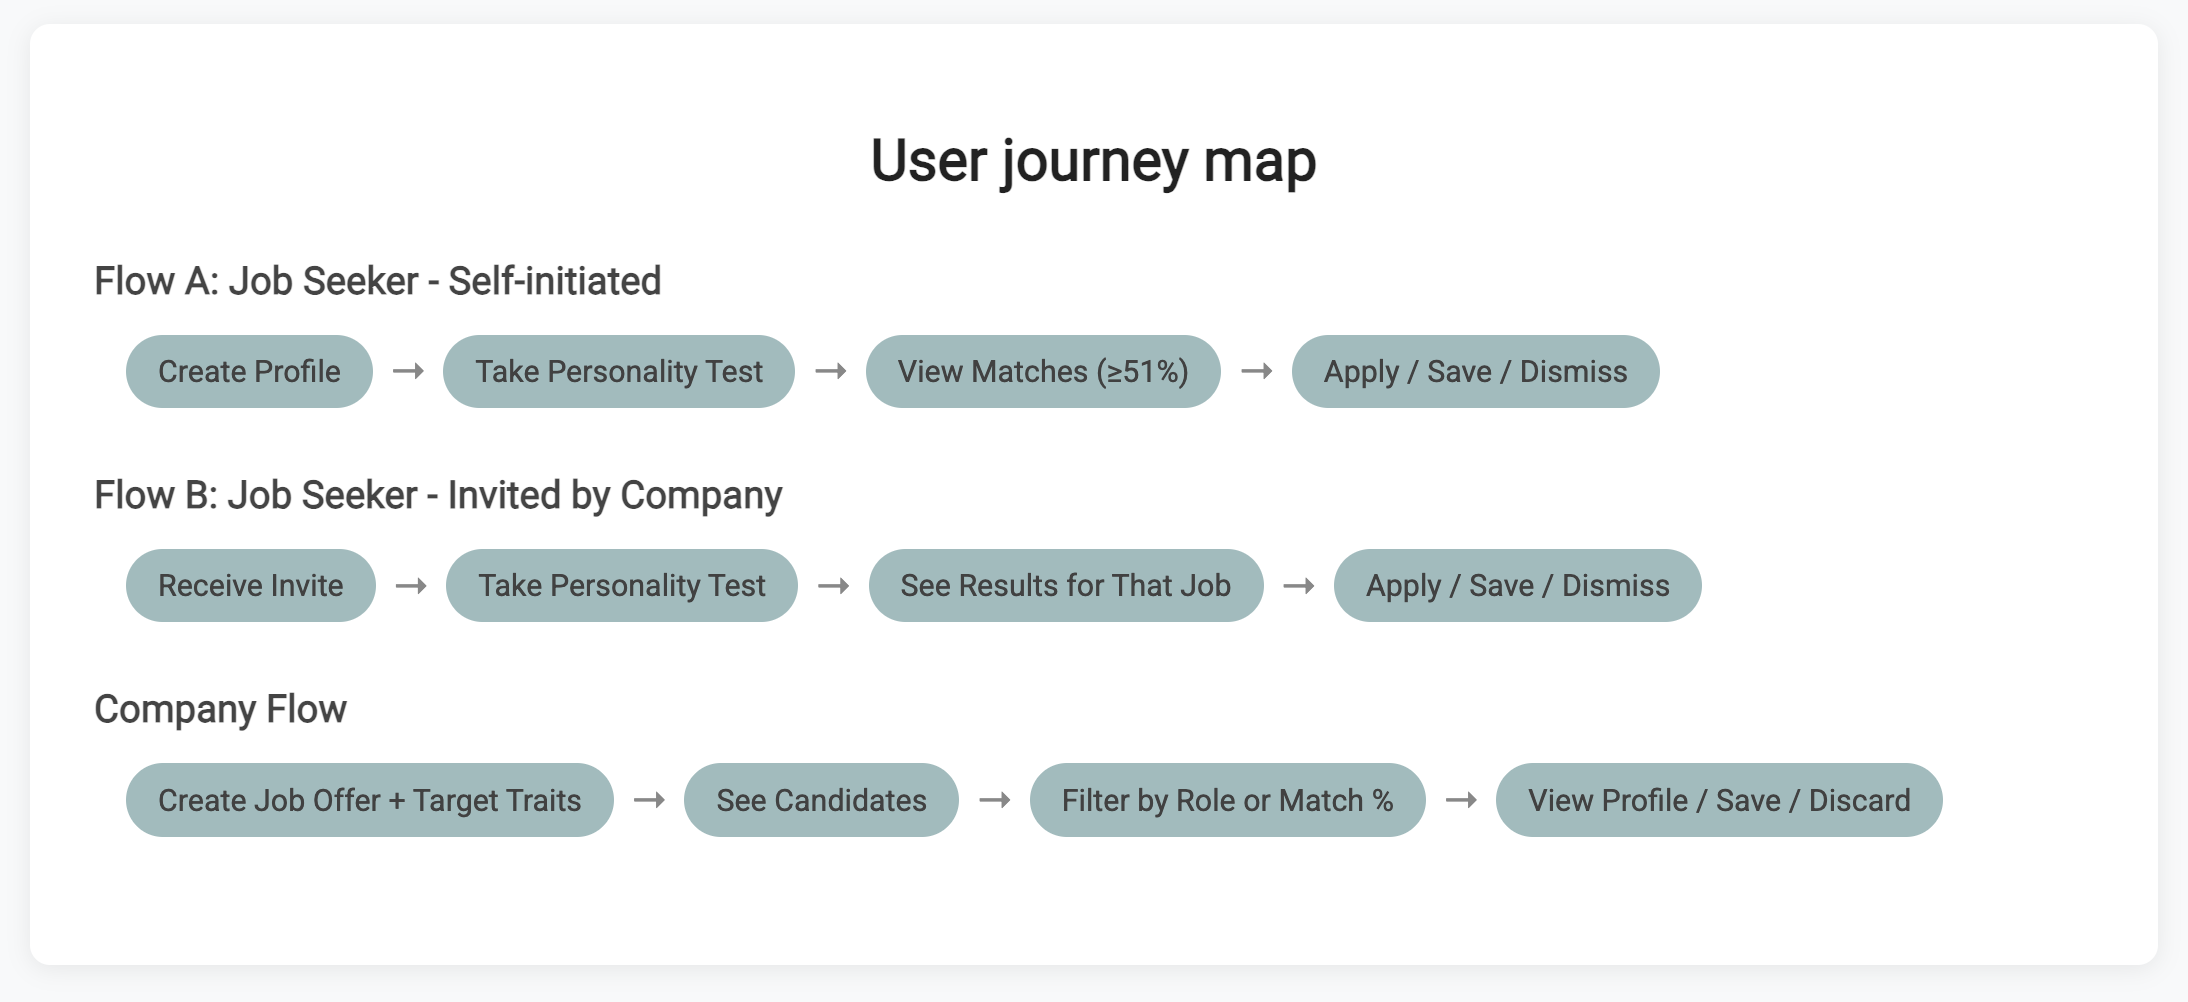 User journey map
Flow A: Job Seeker - Self-initiated
Create Profile → Take Personality Test → View Matches (≥51%) → Apply / Save / Dismiss
Flow B: Job Seeker - Invited by Company
Receive Invite → Take Personality Test → See Results for That Job → Apply / Save / Dismiss
Company Flow
Create Job Offer + Target Traits → See Candidates → Filter by Role or Match % → View Profile / Save / Discard